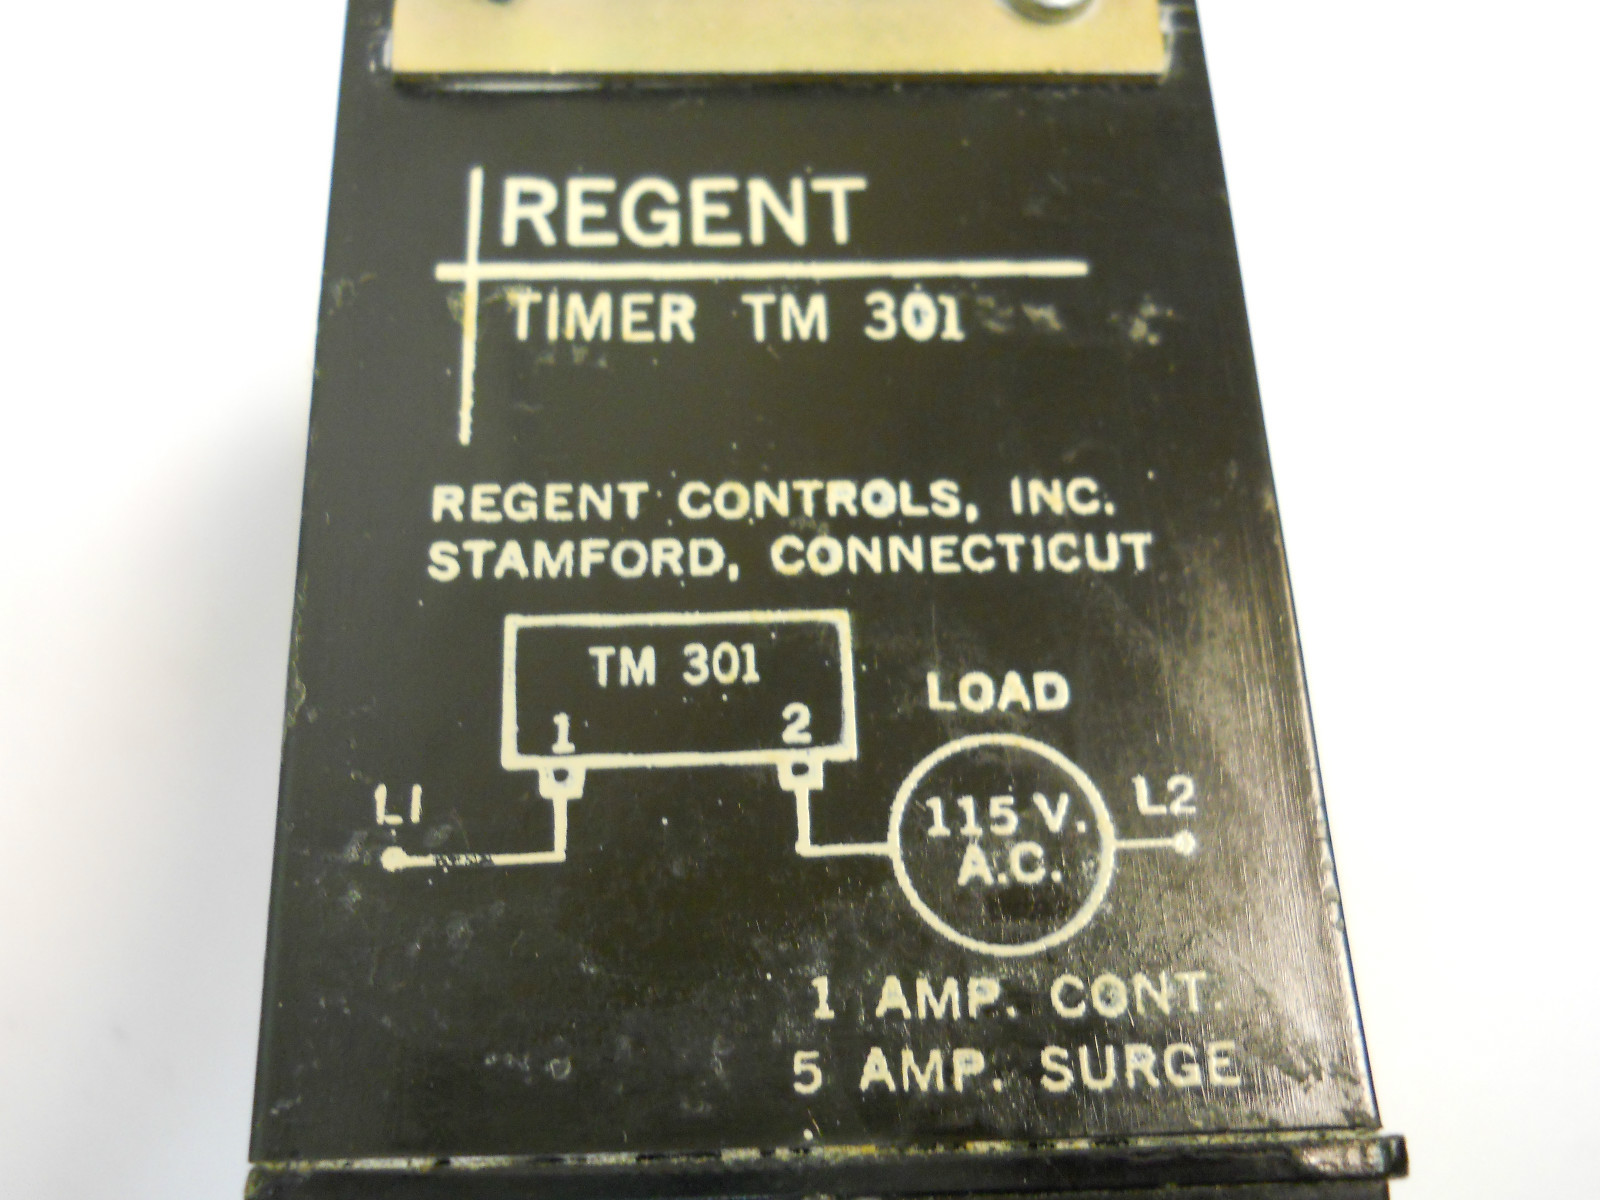 REGENT
TIMER TM 301
REGENT CONTROLS, INC.
STAMFORD, CONNECTICUT
TM 301
1 2
LOAD
L1
115 V.
A.C.
L2
1 AMP. CONT.
5 AMP. SURGE